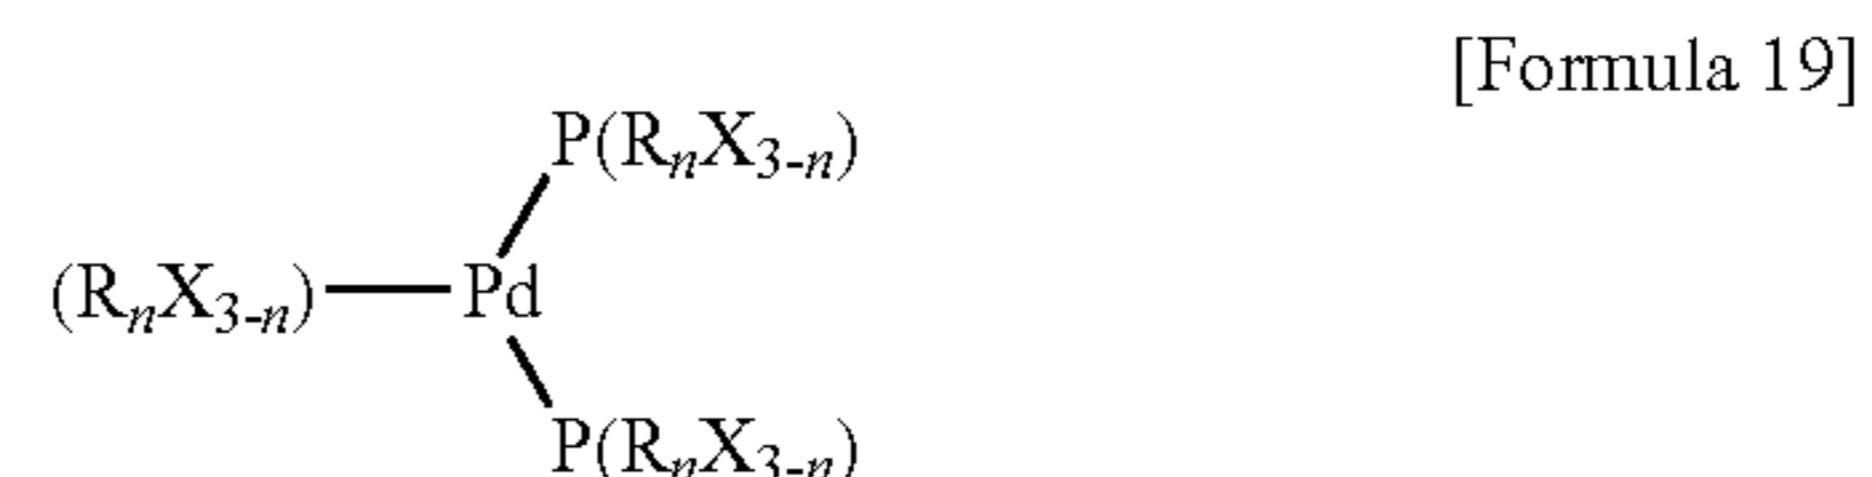 [Formula 19]
P(RₙX₃₋ₙ)
(RₙX₃₋ₙ)—Pd
P(RₙX₃₋ₙ)